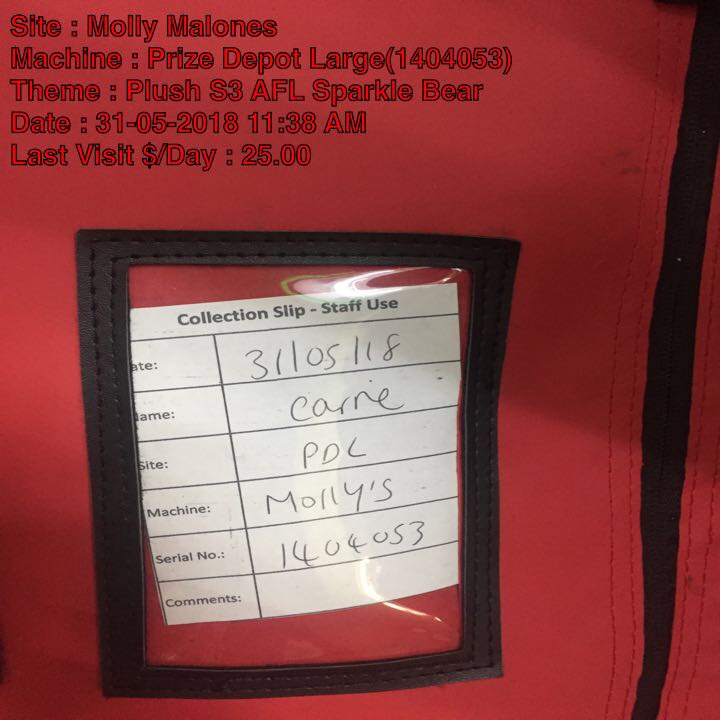 Site : Molly Malones
Machine : Prize Depot Large(1404053)
Theme : Plush S3 AFL Sparkle Bear
Date : 31-05-2018 11:38 AM
Last Visit $/Day : 25.00
Collection Slip - Staff Use
ate: 31/05/18
ame: Carrie
Site: PDL
Machine: Molly's
Serial No.: 1404053
Comments: